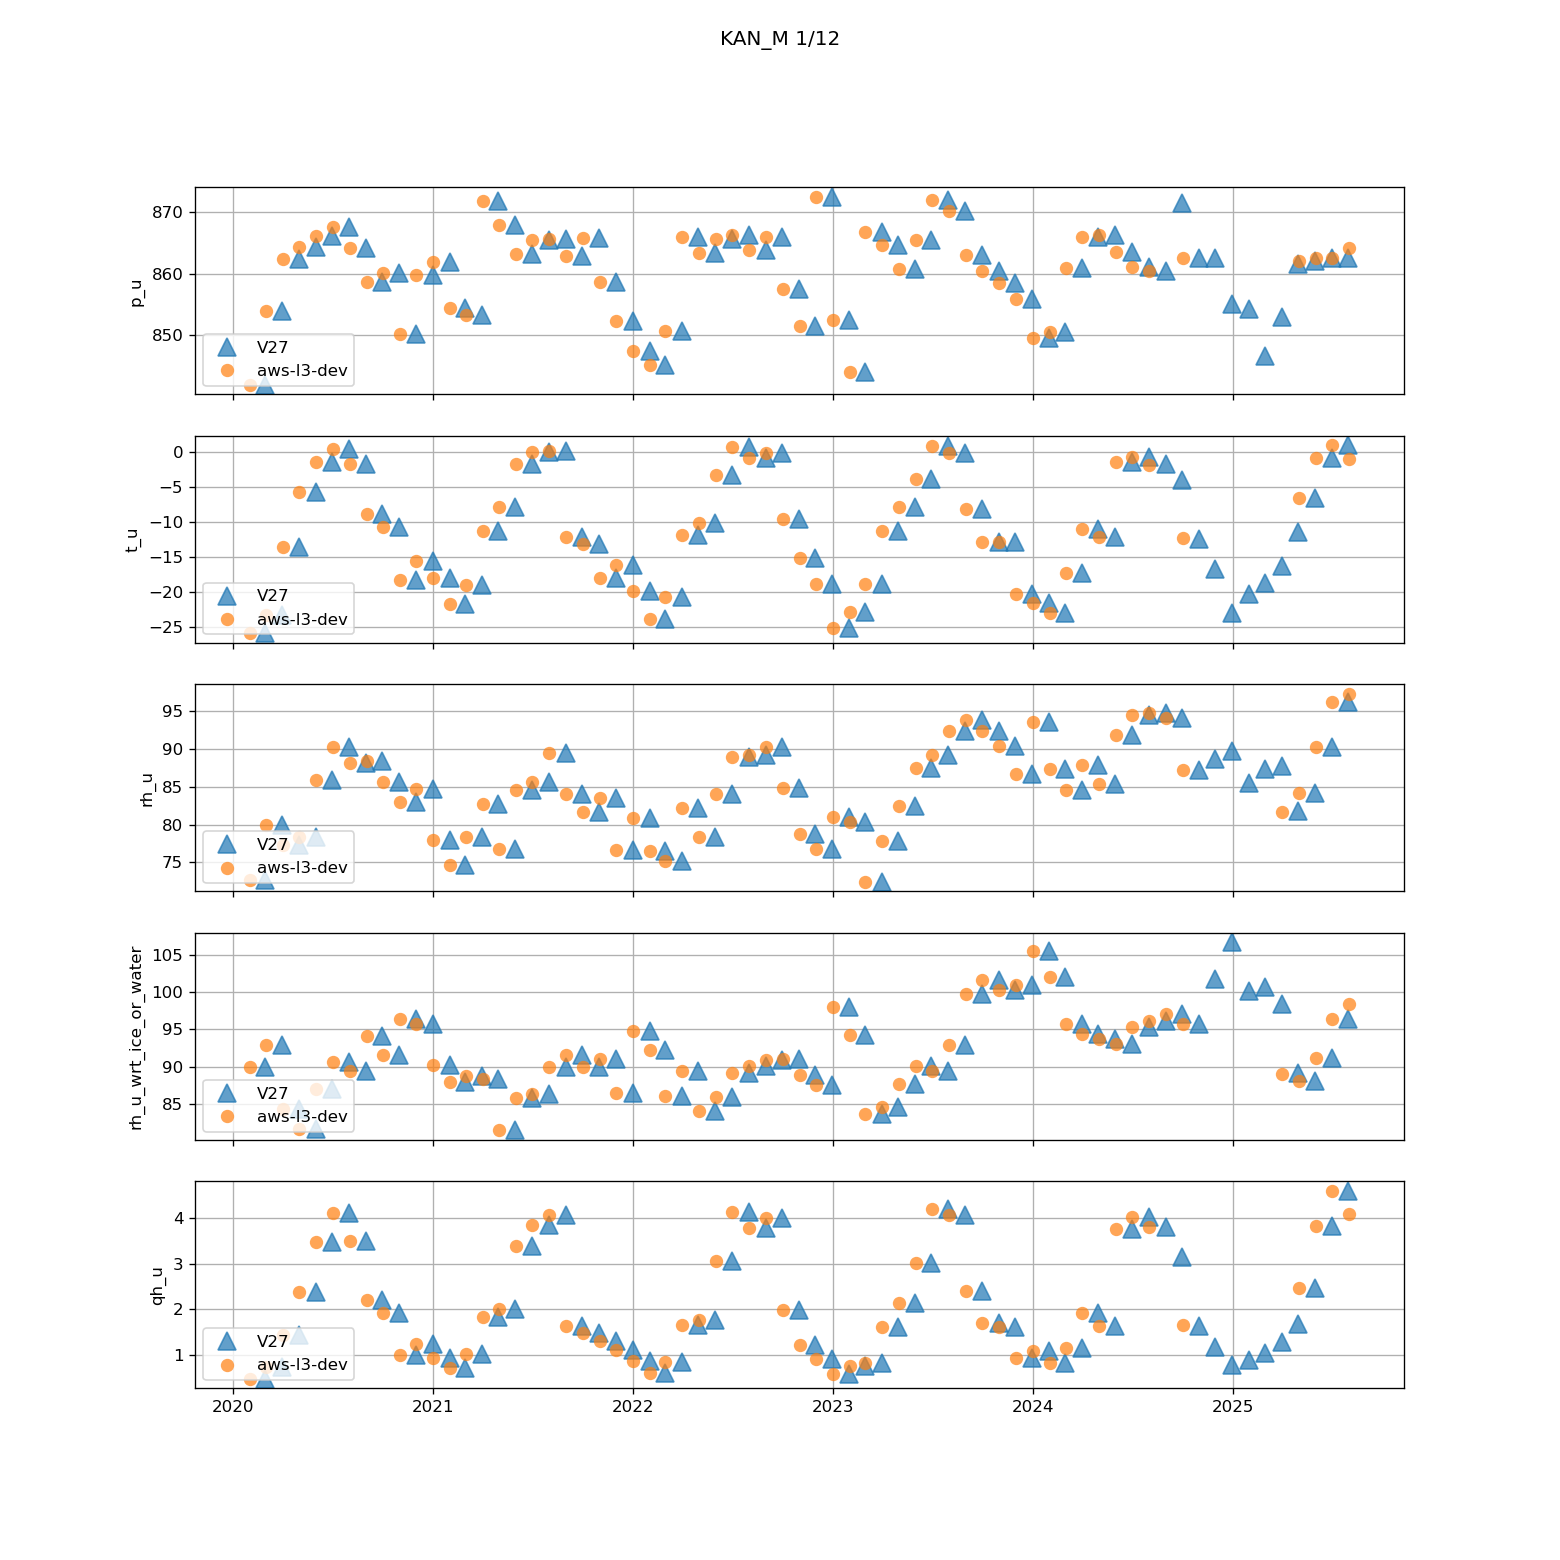 KAN_M 1/12
870
860
850
p_u
V27
aws-l3-dev
0
−5
−10
−15
−20
−25
t_u
V27
aws-l3-dev
95
90
85
80
75
rh_u
V27
aws-l3-dev
105
100
95
90
85
rh_u_wrt_ice_or_water
V27
aws-l3-dev
4
3
2
1
qh_u
V27
aws-l3-dev
2020 2021 2022 2023 2024 2025